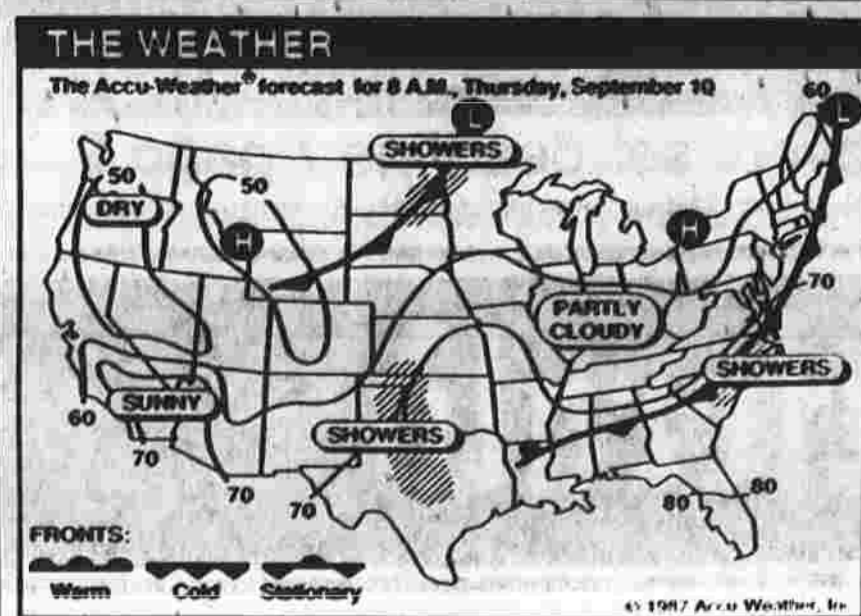 THE WEATHER
The Accu-Weather® forecast for 8 A.M., Thursday, September 10
60
L
L
SHOWERS
50
50
DRY
H
H
70
PARTLY
CLOUDY
SHOWERS
SUNNY
60
SHOWERS
70
70
70
80
80
FRONTS:
Warm
Cold
Stationary
© 1987 Accu Weather, Inc